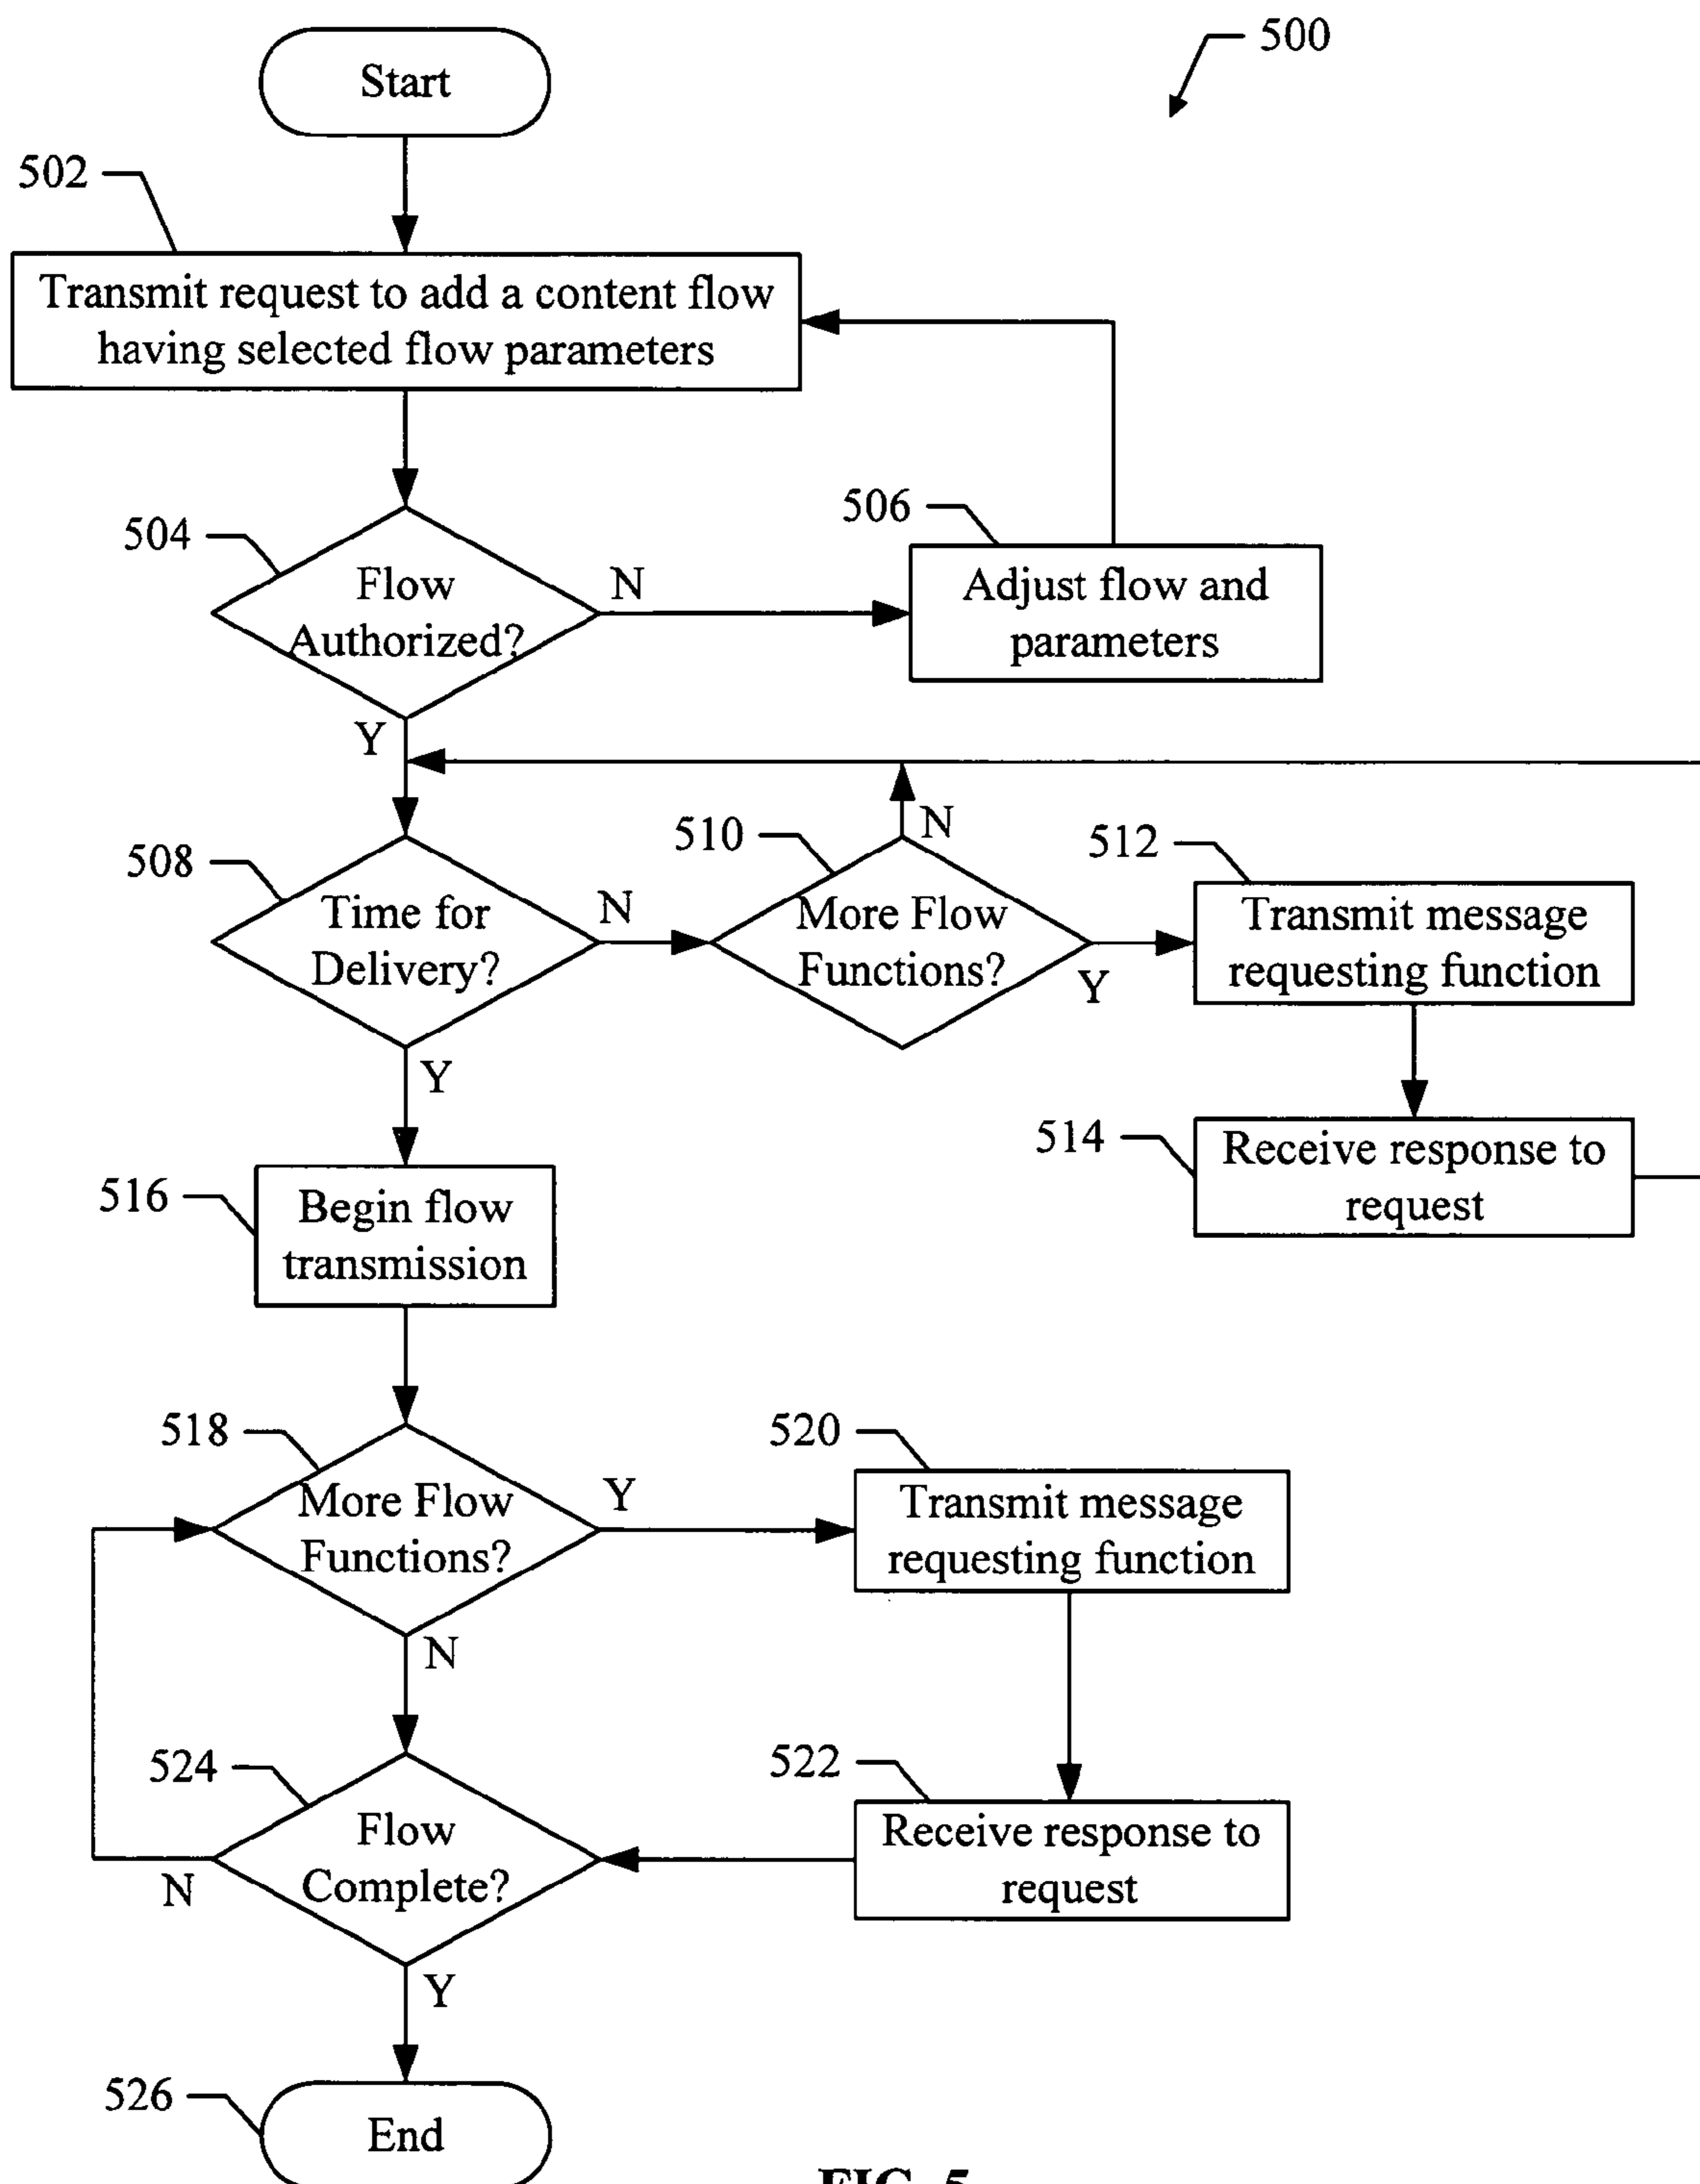 Start
500
502
Transmit request to add a content flow
having selected flow parameters
504
Flow
Authorized?
N
506
Adjust flow and
parameters
Y
508
Time for
Delivery?
N
510
More Flow
Functions?
N
Y
512
Transmit message
requesting function
514
Receive response to
request
Y
516
Begin flow
transmission
518
More Flow
Functions?
Y
520
Transmit message
requesting function
N
522
Receive response to
request
524
Flow
Complete?
N
Y
526
End
FIG. 5